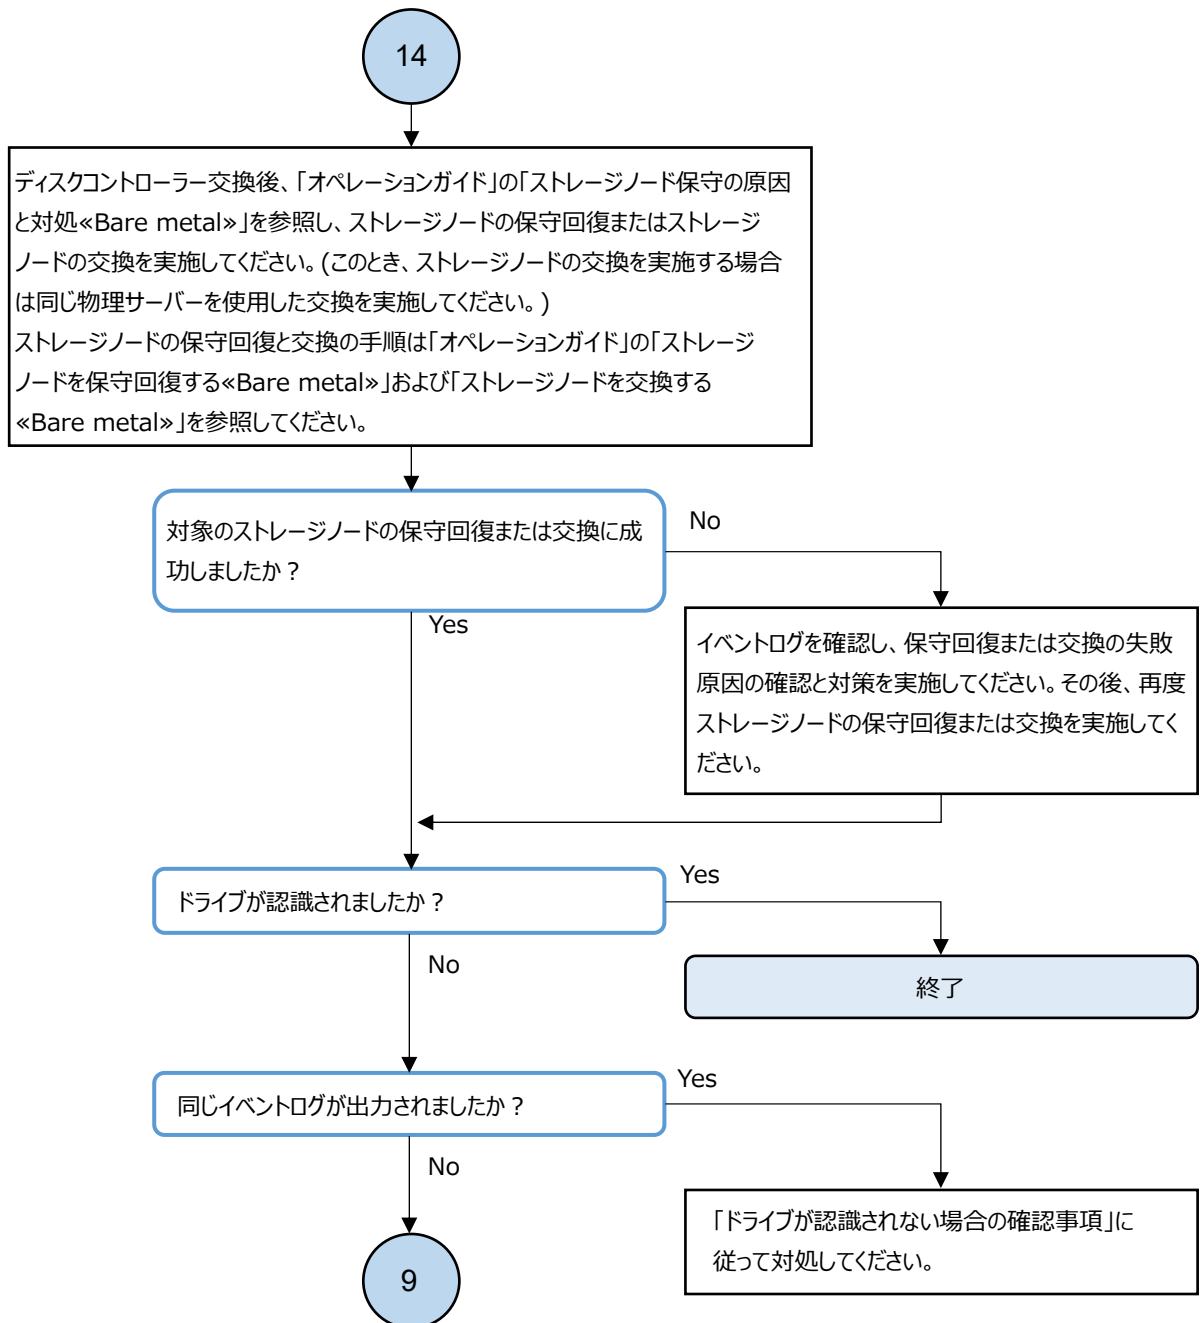 14
ディスクコントローラー交換後、「オペレーションガイド」の「ストレージノード保守の原因
と対処«Bare metal»」を参照し、ストレージノードの保守回復またはストレージ
ノードの交換を実施してください。(このとき、ストレージノードの交換を実施する場合
は同じ物理サーバーを使用した交換を実施してください。)
ストレージノードの保守回復と交換の手順は「オペレーションガイド」の「ストレージ
ノードを保守回復する«Bare metal»」および「ストレージノードを交換する
«Bare metal»」を参照してください。
対象のストレージノードの保守回復または交換に成
功しましたか？
No
Yes
イベントログを確認し、保守回復または交換の失敗
原因の確認と対策を実施してください。その後、再度
ストレージノードの保守回復または交換を実施してく
ださい。
ドライブが認識されましたか？
Yes
No
終了
同じイベントログが出力されましたか？
Yes
No
「ドライブが認識されない場合の確認事項」に
従って対処してください。
9